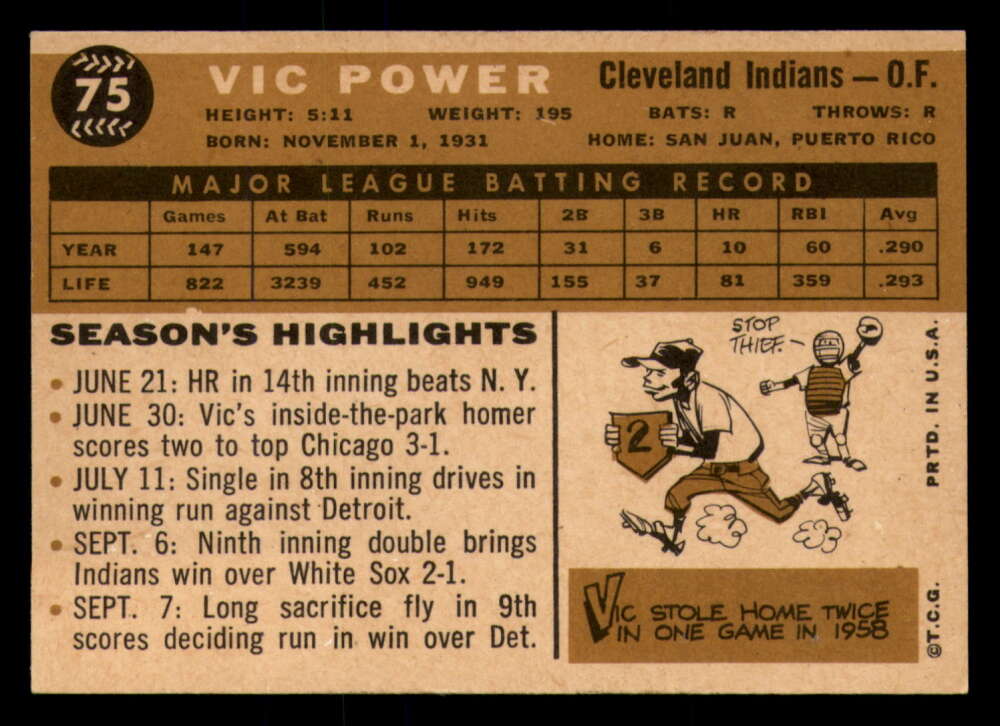 75
VIC POWER
Cleveland Indians — O.F.
HEIGHT: 5:11 WEIGHT: 195 BATS: R THROWS: R
BORN: NOVEMBER 1, 1931 HOME: SAN JUAN, PUERTO RICO
MAJOR LEAGUE BATTING RECORD
Games At Bat Runs Hits 2B 3B HR RBI Avg
YEAR 147 594 102 172 31 6 10 60 .290
LIFE 822 3239 452 949 155 37 81 359 .293
SEASON'S HIGHLIGHTS
• JUNE 21: HR in 14th inning beats N. Y.
• JUNE 30: Vic's inside-the-park homer
scores two to top Chicago 3-1.
• JULY 11: Single in 8th inning drives in
winning run against Detroit.
• SEPT. 6: Ninth inning double brings
Indians win over White Sox 2-1.
• SEPT. 7: Long sacrifice fly in 9th
scores deciding run in win over Det.
STOP
THIEF.
2
VIC STOLE HOME TWICE
IN ONE GAME IN 1958
PRTD. IN U.S.A.
©T.C.G.